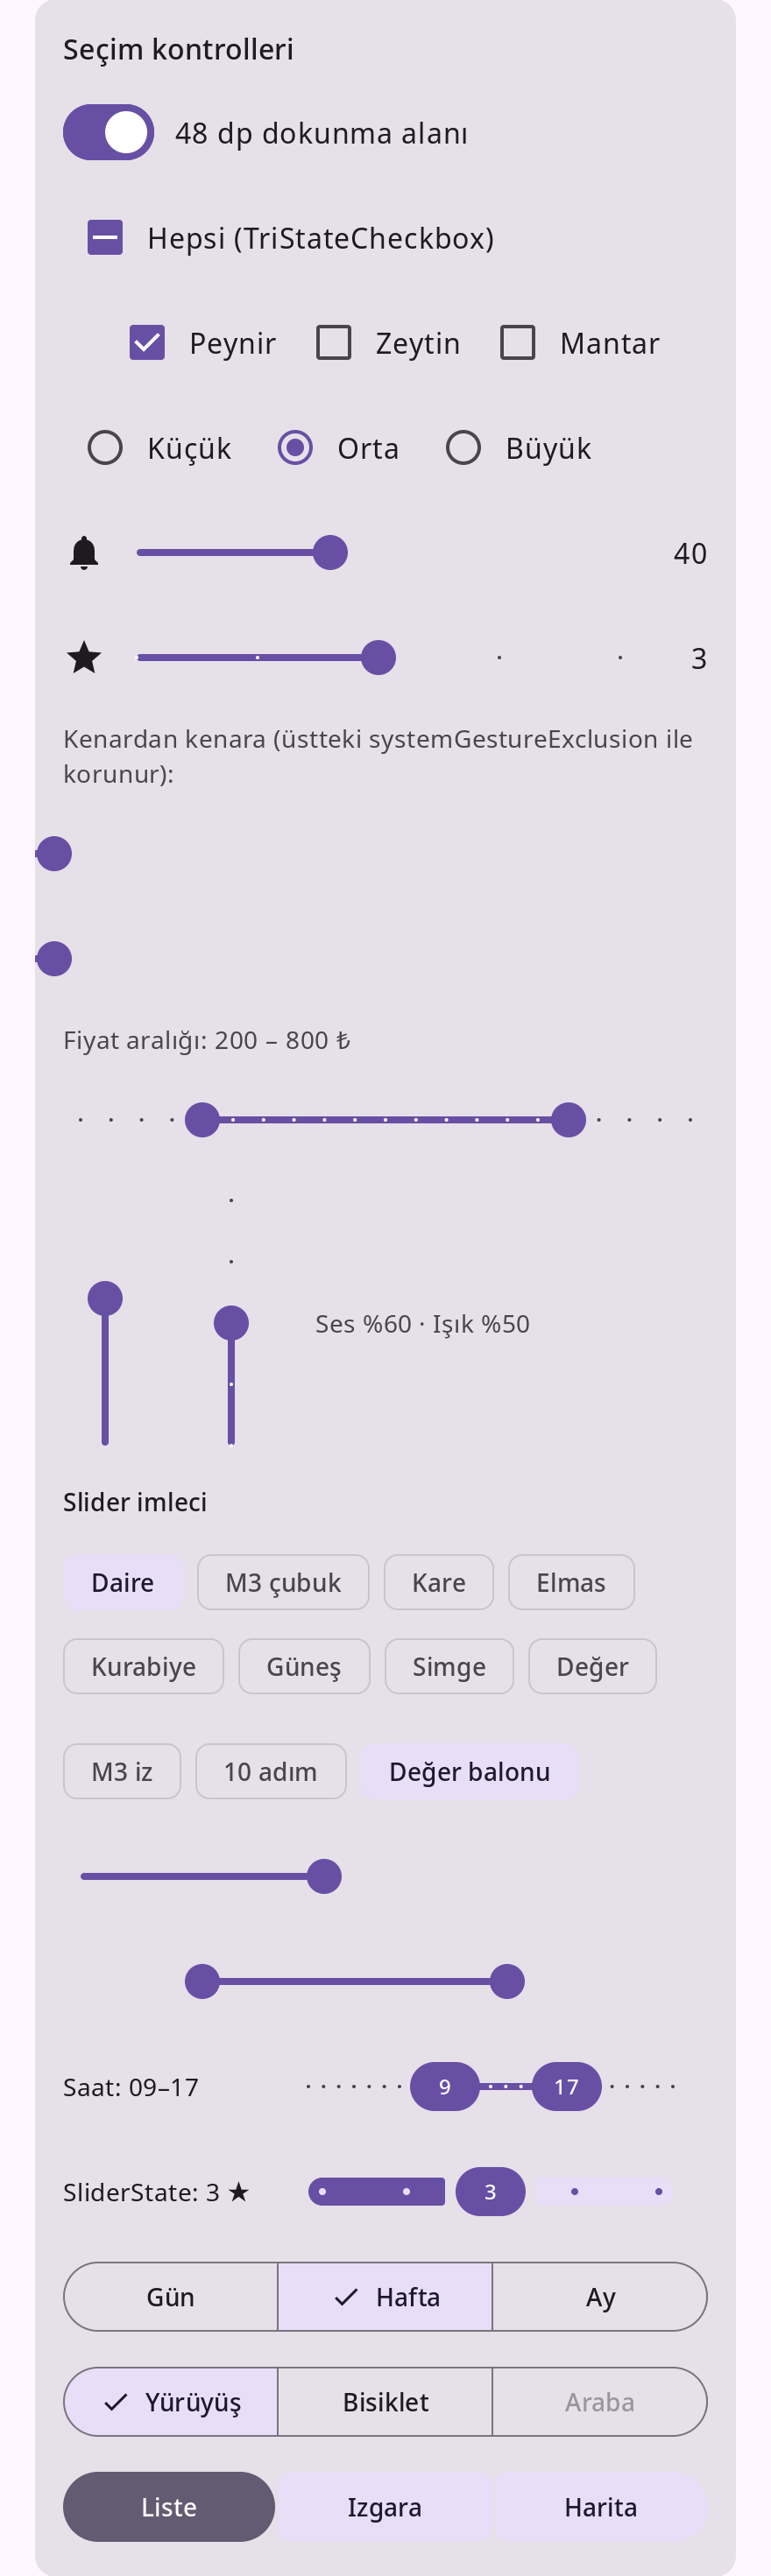 Seçim kontrolleri
48 dp dokunma alanı
Hepsi (TriStateCheckbox)
Peynir Zeytin Mantar
Küçük Orta Büyük
40
3
Kenardan kenara (üstteki systemGestureExclusion ile
korunur):
Fiyat aralığı: 200 – 800 ₺
Ses %60 · Işık %50
Slider imleci
Daire M3 çubuk Kare Elmas
Kurabiye Güneş Simge Değer
M3 iz 10 adım Değer balonu
Saat: 09–17 9 17
SliderState: 3 ★ 3
Gün Hafta Ay
Yürüyüş Bisiklet Araba
Liste Izgara Harita